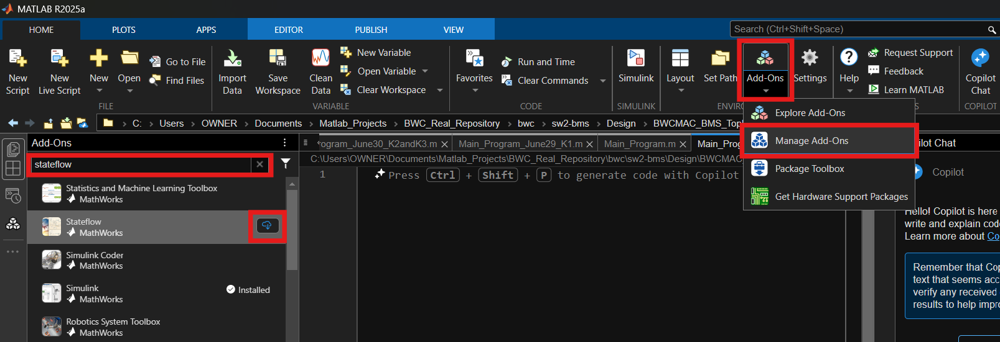 MATLAB R2025a
HOME PLOTS APPS EDITOR PUBLISH VIEW
Search (Ctrl+Shift+Space)
New Script
New Live Script
New
Open
Go to File
Find Files
FILE
Import Data
Save Workspace
Clean Data
New Variable
Open Variable
Clear Workspace
VARIABLE
Favorites
Run and Time
Clear Commands
CODE
Simulink
SIMULINK
Layout
Set Path
Add-Ons
Settings
ENVIR
Help
Request Support
Feedback
Learn MATLAB
S
Copilot Chat
COPILOT
Explore Add-Ons
Manage Add-Ons
Package Toolbox
Get Hardware Support Packages
C: › Users › OWNER › Documents › Matlab_Projects › BWC_Real_Repository › bwc › sw2-bms › Design › BWCMAC_BMS_Top
Add-Ons
stateflow
Statistics and Machine Learning Toolbox
MathWorks
Stateflow
MathWorks
Simulink Coder
MathWorks
Simulink
MathWorks
Installed
Robotics System Toolbox
MathWorks
rogram_June30_K2andK3.m Main_Program_June29_K1.m Main_Program.m Main_Prog
C:\Users\OWNER\Documents\Matlab_Projects\BWC_Real_Repository\bwc\sw2-bms\Design\BWCMAC
1 Press Ctrl + Shift + P to generate code with Copilot
ilot Chat
Copilot
Hello! Copilot is here
write and explain cod
Learn more about Co
Remember that Cop
text that seems acc
verify any received
results to help impro